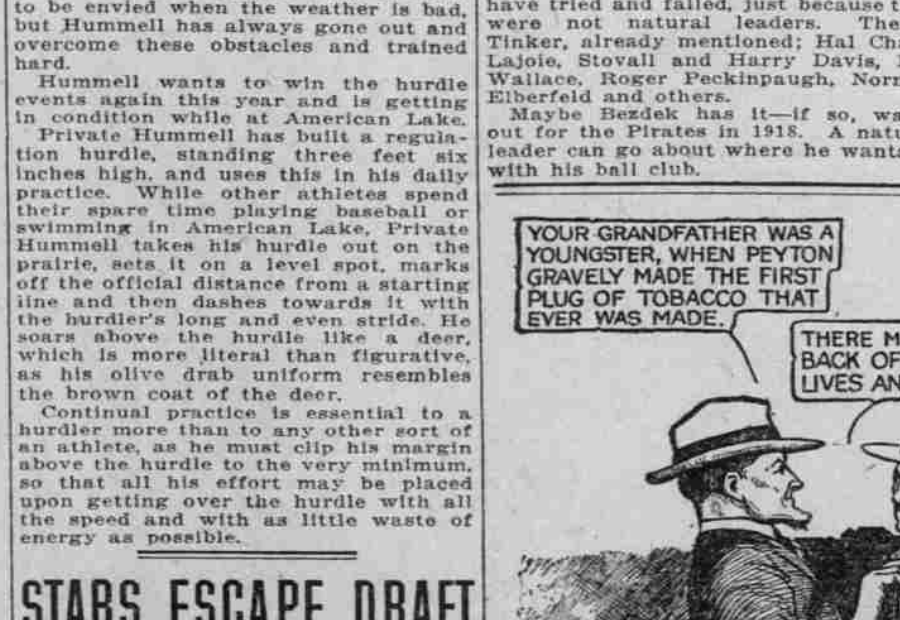 to be envied when the weather is bad,
but Hummell has always gone out and
overcome these obstacles and trained
hard.
Hummell wants to win the hurdle
events again this year and is getting
in condition while at American Lake.
Private Hummell has built a regula-
tion hurdle, standing three feet six
inches high, and uses this in his daily
practice. While other athletes spend
their spare time playing baseball or
swimming in American Lake, Private
Hummell takes his hurdle out on the
prairie, sets it on a level spot, marks
off the official distance from a starting
line and then dashes towards it with
the hurdler's long and even stride. He
soars above the hurdle like a deer,
which is more literal than figurative,
as his olive drab uniform resembles
the brown coat of the deer.
Continual practice is essential to a
hurdler more than to any other sort of
an athlete, as he must clip his margin
above the hurdle to the very minimum,
so that all his effort may be placed
upon getting over the hurdle with all
the speed and with as little waste of
energy as possible.
STARS ESCAPE DRAFT
have tried and failed, just because t
were not natural leaders. The
Tinker, already mentioned; Hal Cha
Lajoie, Stovall and Harry Davis,
Wallace, Roger Peckinpaugh, Norm
Elberfeld and others.
Maybe Bezdek has it—if so, wa
out for the Pirates in 1918. A natu
leader can go about where he wants
with his ball club.
YOUR GRANDFATHER WAS A
YOUNGSTER, WHEN PEYTON
GRAVELY MADE THE FIRST
PLUG OF TOBACCO THAT
EVER WAS MADE.
THERE M
BACK OF
LIVES AN